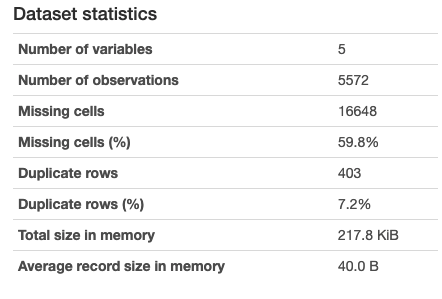 Dataset statistics
Number of variables 5
Number of observations 5572
Missing cells 16648
Missing cells (%) 59.8%
Duplicate rows 403
Duplicate rows (%) 7.2%
Total size in memory 217.8 KiB
Average record size in memory 40.0 B